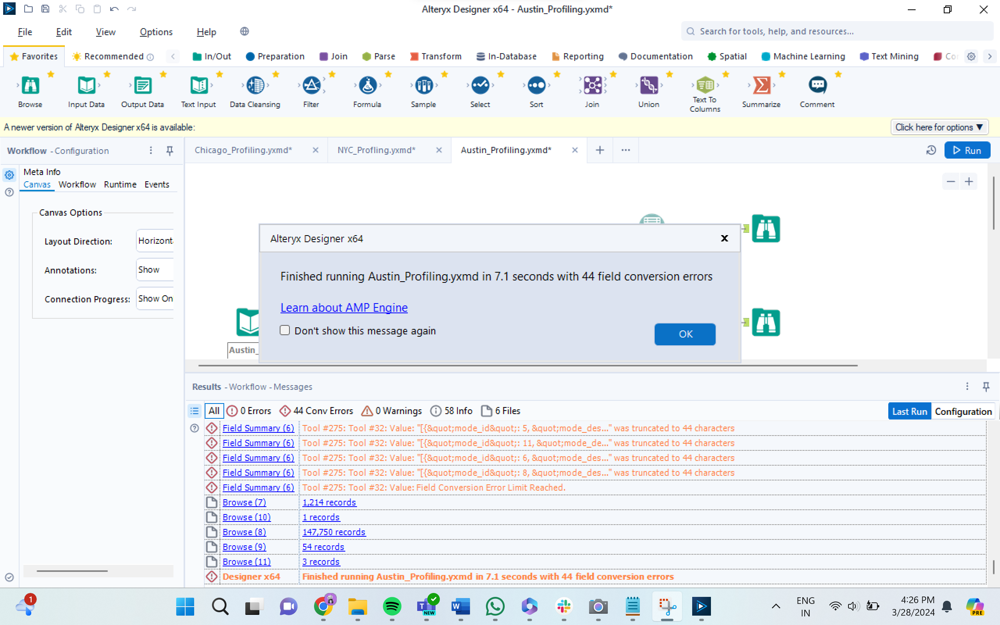 Alteryx Designer x64 - Austin_Profiling.yxmd*
File Edit View Options Help
Search for tools, help, and resources...
Favorites Recommended In/Out Preparation Join Parse Transform In-Database Reporting Documentation Spatial Machine Learning Text Mining Co
Browse Input Data Output Data Text Input Data Cleansing Filter Formula Sample Select Sort Join Union Text To Columns Summarize Comment
A newer version of Alteryx Designer x64 is available:
Click here for options ▼
Workflow - Configuration
Chicago_Profiling.yxmd* NYC_Profling.yxmd* Austin_Profiling.yxmd*
Run
Meta Info
Canvas Workflow Runtime Events
Canvas Options
Layout Direction: Horizont
Annotations: Show
Connection Progress: Show On
Alteryx Designer x64
Finished running Austin_Profiling.yxmd in 7.1 seconds with 44 field conversion errors
Learn about AMP Engine
Don't show this message again
OK
Austin_
Results - Workflow - Messages
All 0 Errors 44 Conv Errors 0 Warnings 58 Info 6 Files
Last Run Configuration
Field Summary (6) Tool #275: Tool #32: Value: "[{&quot;mode_id&quot;: 5, &quot;mode_des..." was truncated to 44 characters
Field Summary (6) Tool #275: Tool #32: Value: "[{&quot;mode_id&quot;: 11, &quot;mode_de..." was truncated to 44 characters
Field Summary (6) Tool #275: Tool #32: Value: "[{&quot;mode_id&quot;: 6, &quot;mode_des..." was truncated to 44 characters
Field Summary (6) Tool #275: Tool #32: Value: "[{&quot;mode_id&quot;: 8, &quot;mode_des..." was truncated to 44 characters
Field Summary (6) Tool #275: Tool #32: Value: Field Conversion Error Limit Reached.
Browse (7) 1,214 records
Browse (10) 1 records
Browse (8) 147,750 records
Browse (9) 54 records
Browse (11) 3 records
Designer x64 Finished running Austin_Profiling.yxmd in 7.1 seconds with 44 field conversion errors
1
T
NEW
W
ENG
IN
4:26 PM
3/28/2024
PRE